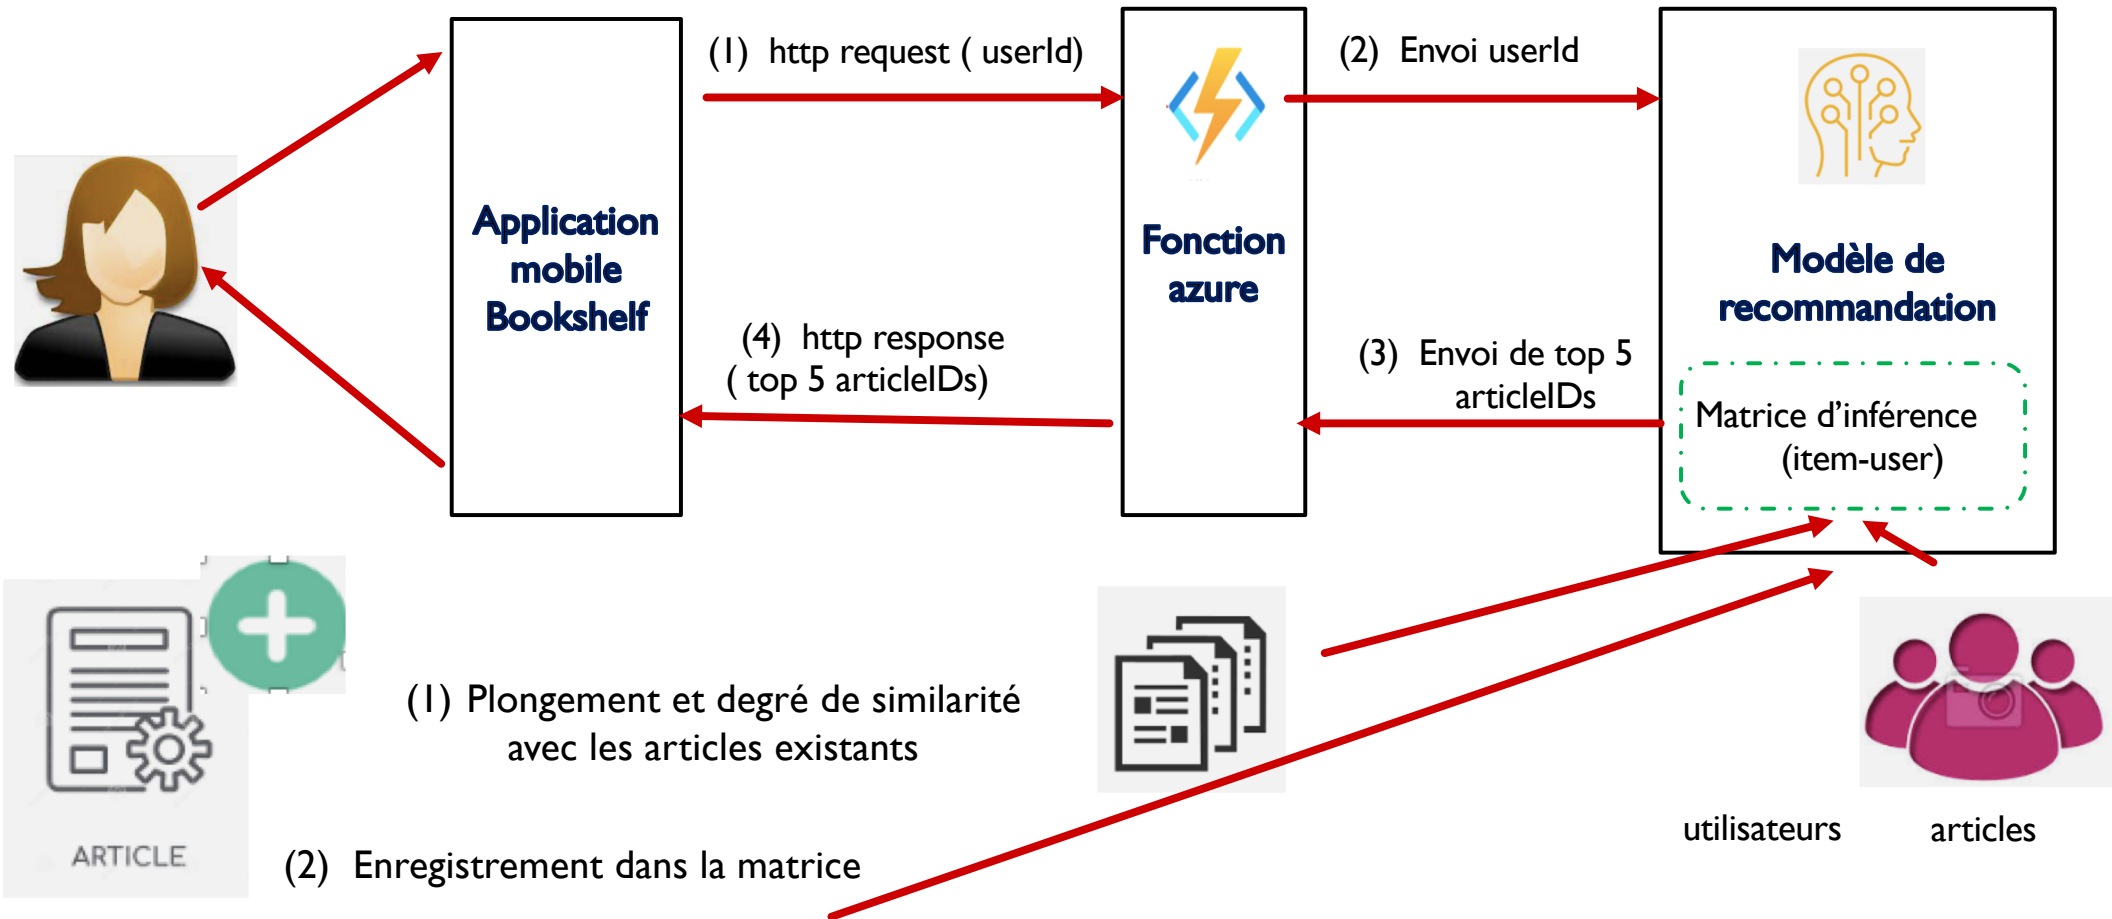 (1) http request ( userId)
(2) Envoi userId
Application
mobile
Bookshelf
Fonction
azure
Modèle de
recommandation
(4) http response
( top 5 articleIDs)
(3) Envoi de top 5
articleIDs
Matrice d’inférence
(item-user)
(1) Plongement et degré de similarité
avec les articles existants
ARTICLE
(2) Enregistrement dans la matrice
utilisateurs
articles